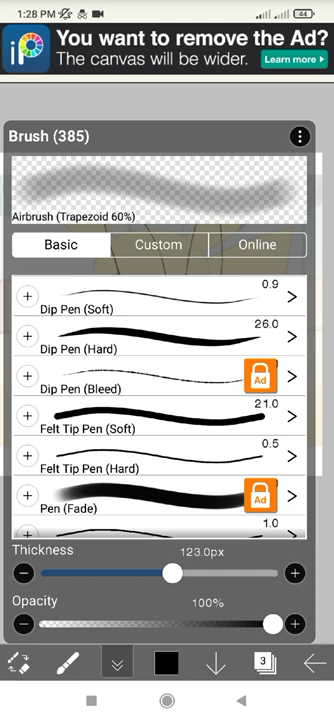 1:28 PM
44
iP
You want to remove the Ad?
The canvas will be wider.
Learn more
Brush (385)
Airbrush (Trapezoid 60%)
Basic
Custom
Online
0.9
Dip Pen (Soft)
26.0
Dip Pen (Hard)
Ad
Dip Pen (Bleed)
21.0
Felt Tip Pen (Soft)
0.5
Felt Tip Pen (Hard)
Ad
Pen (Fade)
1.0
Thickness
123.0px
Opacity
100%
3